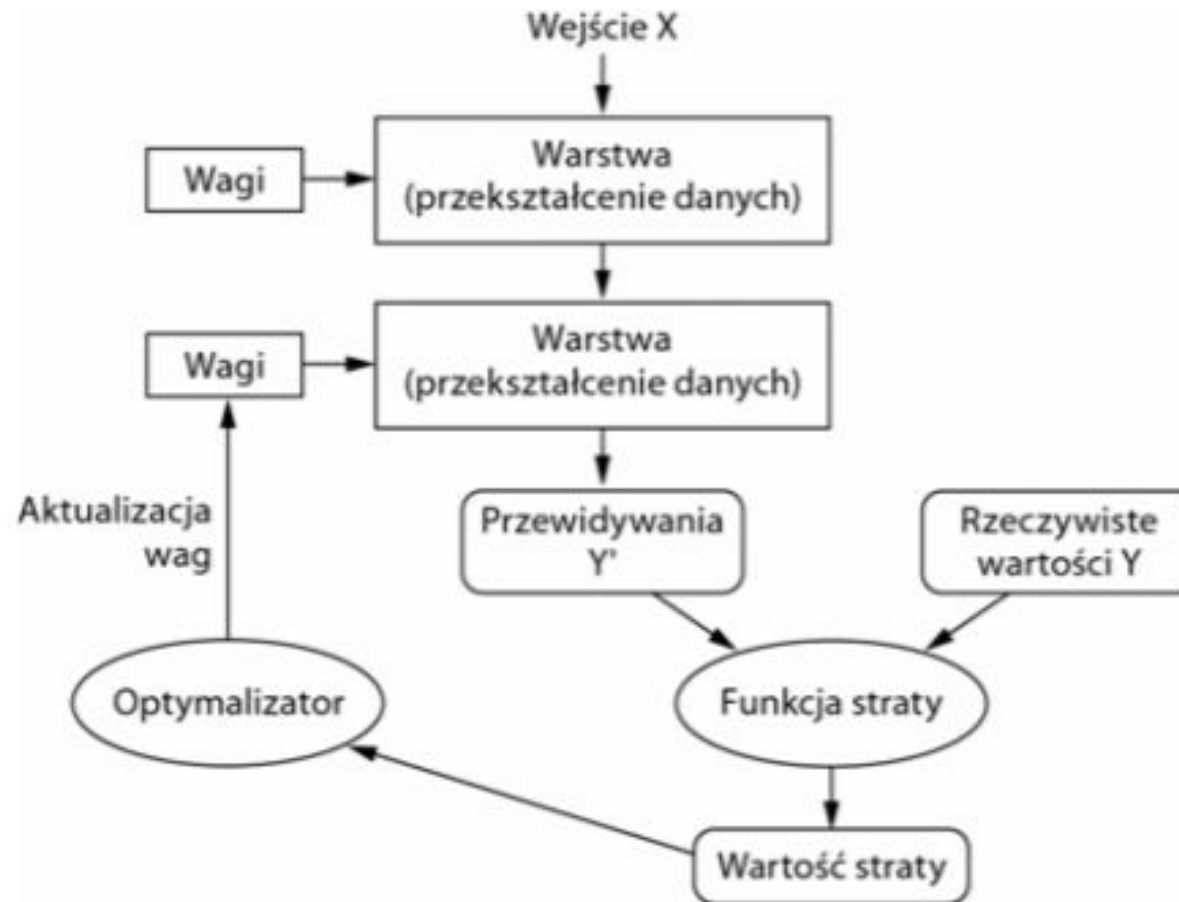 Wejście X
Wagi
Warstwa
(przekształcenie danych)
Wagi
Warstwa
(przekształcenie danych)
Aktualizacja
wag
Przewidywania
Y'
Rzeczywiste
wartości Y
Optymalizator
Funkcja straty
Wartość straty